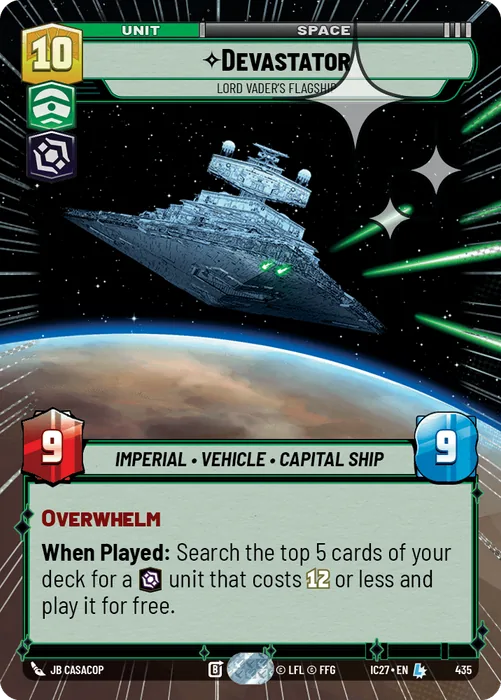 UNIT SPACE
10
DEVASTATOR
LORD VADER'S FLAGSHIP
9
IMPERIAL • VEHICLE • CAPITAL SHIP
9
OVERWHELM
When Played: Search the top 5 cards of your
deck for a unit that costs 12 or less and
play it for free.
JB CASACOP
B
© LFL © FFG
IC27 • EN
435